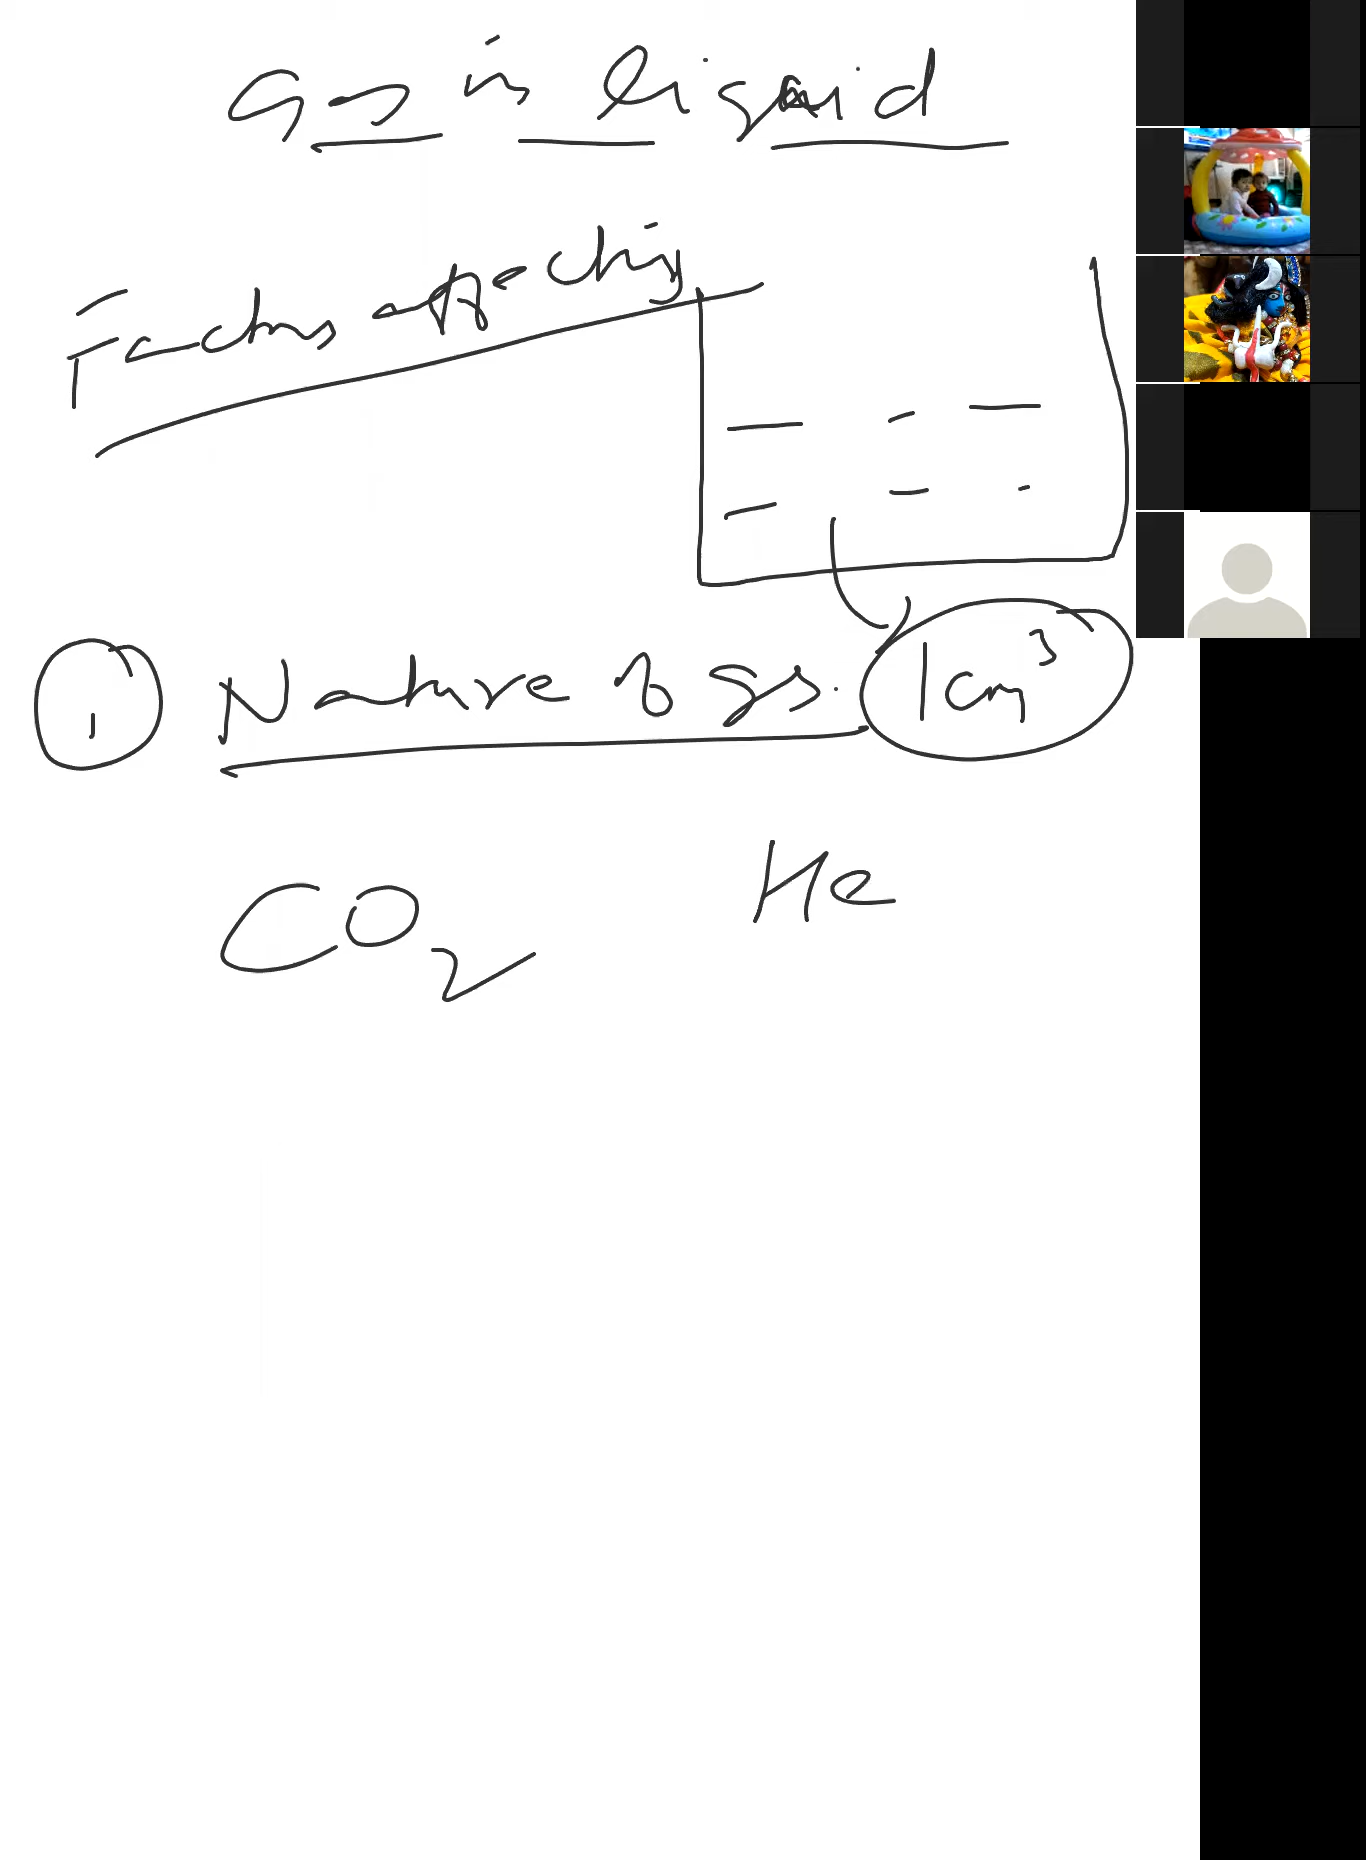 Gas in liquid
Factors affecting
① Nature of gas.
1cm³
CO₂
He